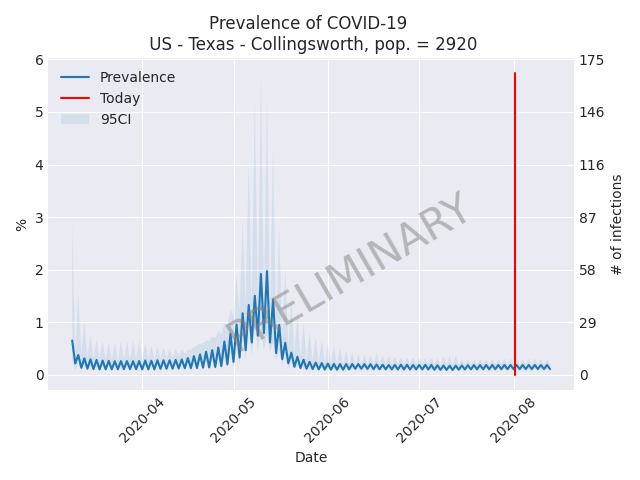 Prevalence of COVID-19
US - Texas - Collingsworth, pop. = 2920
Prevalence
Today
95CI
6
5
4
3
2
1
0
%
175
146
116
87
58
29
0
# of infections
PRELIMINARY
2020-04
2020-05
2020-06
2020-07
2020-08
Date